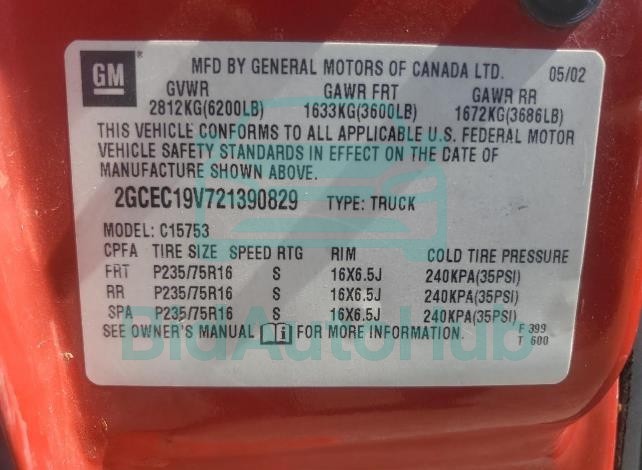 GM
MFD BY GENERAL MOTORS OF CANADA LTD. 05/02
GVWR GAWR FRT GAWR RR
2812KG(6200LB) 1633KG(3600LB) 1672KG(3686LB)
THIS VEHICLE CONFORMS TO ALL APPLICABLE U.S. FEDERAL MOTOR
VEHICLE SAFETY STANDARDS IN EFFECT ON THE DATE OF
MANUFACTURE SHOWN ABOVE.
2GCEC19V721390829 TYPE: TRUCK
MODEL: C15753
CPFA TIRE SIZE SPEED RTG RIM COLD TIRE PRESSURE
FRT P235/75R16 S 16X6.5J 240KPA(35PSI)
RR P235/75R16 S 16X6.5J 240KPA(35PSI)
SPA P235/75R16 S 16X6.5J 240KPA(35PSI)
SEE OWNER'S MANUAL FOR MORE INFORMATION. F 399
T 600
BidAutoHub